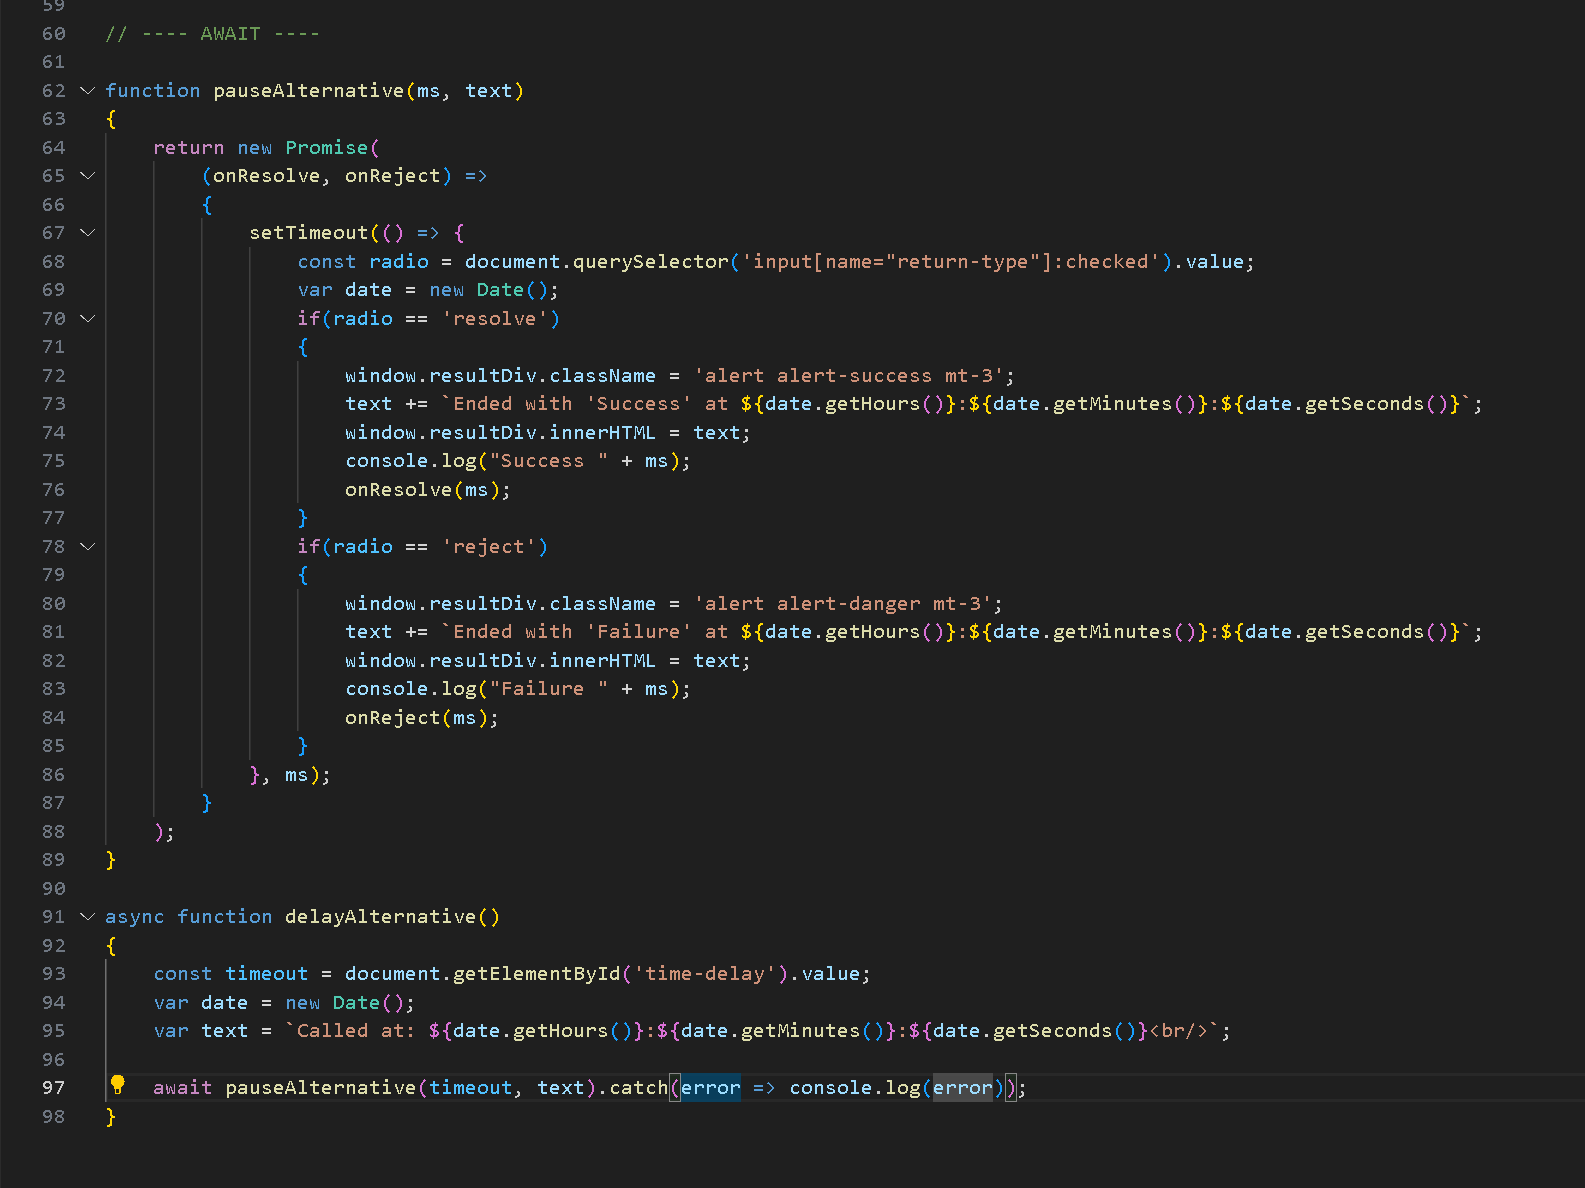 59
60 // ---- AWAIT ----
61
62 function pauseAlternative(ms, text)
63 {
64     return new Promise(
65         (onResolve, onReject) =>
66         {
67             setTimeout(() => {
68                 const radio = document.querySelector('input[name="return-type"]:checked').value;
69                 var date = new Date();
70                 if(radio == 'resolve')
71                 {
72                     window.resultDiv.className = 'alert alert-success mt-3';
73                     text += `Ended with 'Success' at ${date.getHours()}:${date.getMinutes()}:${date.getSeconds()}`;
74                     window.resultDiv.innerHTML = text;
75                     console.log("Success " + ms);
76                     onResolve(ms);
77                 }
78                 if(radio == 'reject')
79                 {
80                     window.resultDiv.className = 'alert alert-danger mt-3';
81                     text += `Ended with 'Failure' at ${date.getHours()}:${date.getMinutes()}:${date.getSeconds()}`;
82                     window.resultDiv.innerHTML = text;
83                     console.log("Failure " + ms);
84                     onReject(ms);
85                 }
86             }, ms);
87         }
88     );
89 }
90
91 async function delayAlternative()
92 {
93     const timeout = document.getElementById('time-delay').value;
94     var date = new Date();
95     var text = `Called at: ${date.getHours()}:${date.getMinutes()}:${date.getSeconds()}<br/>`;
96
97     await pauseAlternative(timeout, text).catch(error => console.log(error));
98 }